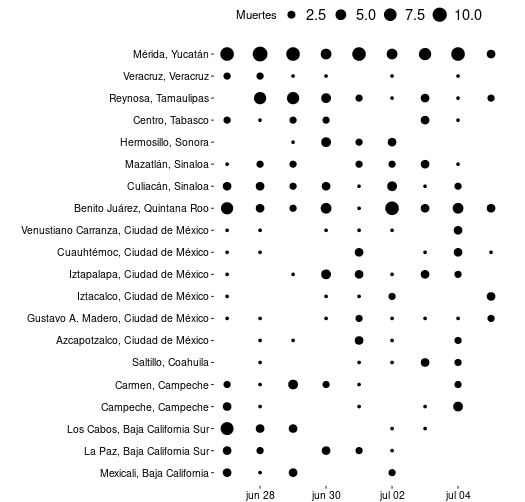 Muertes 2.5 5.0 7.5 10.0
Mérida, Yucatán
Veracruz, Veracruz
Reynosa, Tamaulipas
Centro, Tabasco
Hermosillo, Sonora
Mazatlán, Sinaloa
Culiacán, Sinaloa
Benito Juárez, Quintana Roo
Venustiano Carranza, Ciudad de México
Cuauhtémoc, Ciudad de México
Iztapalapa, Ciudad de México
Iztacalco, Ciudad de México
Gustavo A. Madero, Ciudad de México
Azcapotzalco, Ciudad de México
Saltillo, Coahuila
Carmen, Campeche
Campeche, Campeche
Los Cabos, Baja California Sur
La Paz, Baja California Sur
Mexicali, Baja California
jun 28 jun 30 jul 02 jul 04